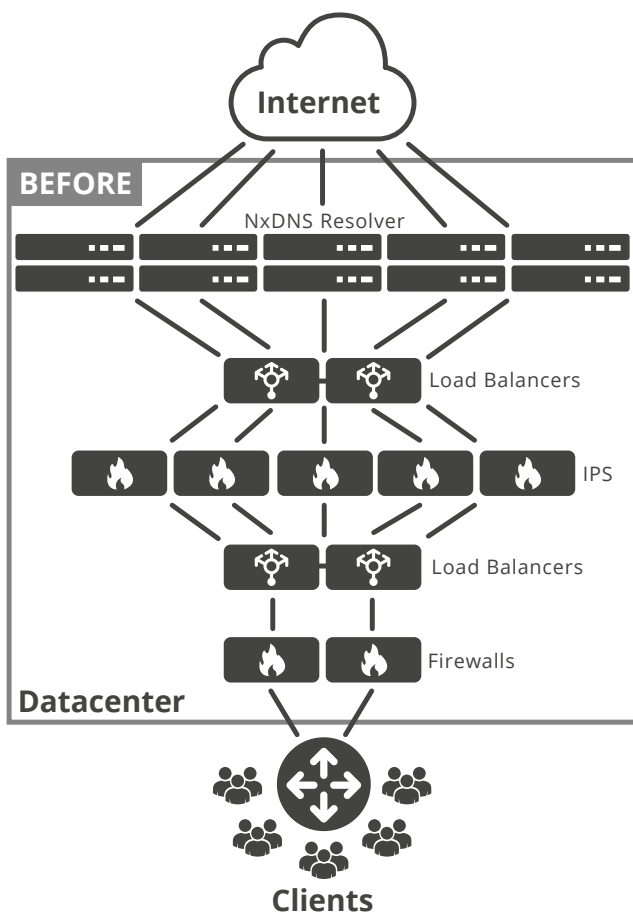 Internet
BEFORE
NxDNS Resolver
Load Balancers
IPS
Load Balancers
Firewalls
Datacenter
Clients